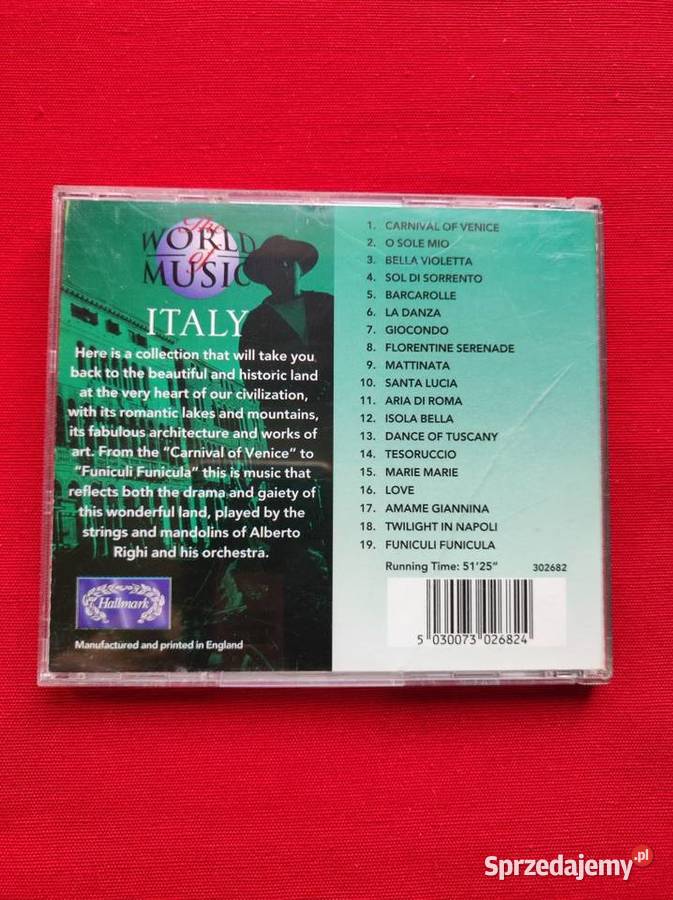 The
WORLD
of
MUSIC
ITALY
Here is a collection that will take you
back to the beautiful and historic land
at the very heart of our civilization,
with its romantic lakes and mountains,
its fabulous architecture and works of
art. From the "Carnival of Venice" to
"Funiculi Funicula" this is music that
reflects both the drama and gaiety of
this wonderful land, played by the
strings and mandolins of Alberto
Righi and his orchestra.
Hallmark
Manufactured and printed in England
1. CARNIVAL OF VENICE
2. O SOLE MIO
3. BELLA VIOLETTA
4. SOL DI SORRENTO
5. BARCAROLLE
6. LA DANZA
7. GIOCONDO
8. FLORENTINE SERENADE
9. MATTINATA
10. SANTA LUCIA
11. ARIA DI ROMA
12. ISOLA BELLA
13. DANCE OF TUSCANY
14. TESORUCCIO
15. MARIE MARIE
16. LOVE
17. AMAME GIANNINA
18. TWILIGHT IN NAPOLI
19. FUNICULI FUNICULA
Running Time: 51'25" 302682
5 030073 026824
Sprzedajemy.pl